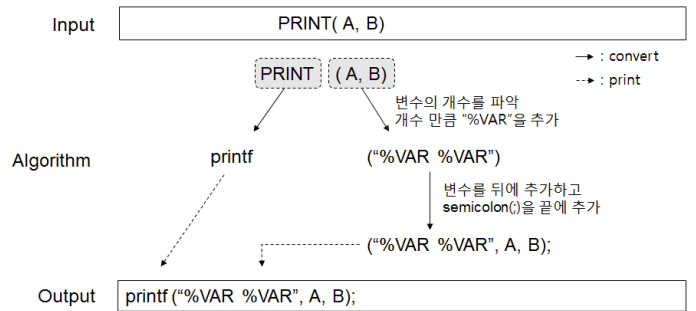 Input
PRINT( A, B)
→ : convert
⇢ : print
PRINT ( A, B)
변수의 개수를 파악
개수 만큼 “%VAR”을 추가
Algorithm
printf
(“%VAR %VAR”)
변수를 뒤에 추가하고
semicolon(;)을 끝에 추가
(“%VAR %VAR”, A, B);
Output
printf (“%VAR %VAR”, A, B);